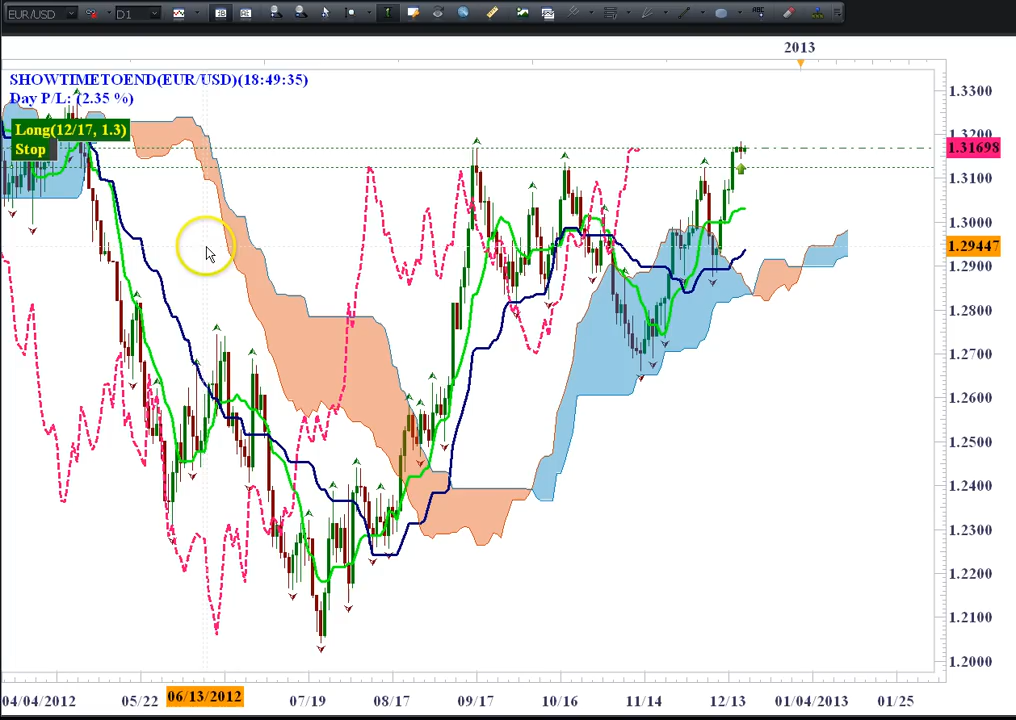 EUR/USD D1
ABC
2013
SHOWTIMETOEND(EUR/USD)(18:49:35)
Day P/L: (2.35 %)
Long(12/17, 1.3)
Stop
1.3300
1.3200
1.31698
1.3100
1.3000
1.29447
1.2900
1.2800
1.2700
1.2600
1.2500
1.2400
1.2300
1.2200
1.2100
1.2000
04/04/2012 05/22 06/13/2012 07/19 08/17 09/17 10/16 11/14 12/13 01/04/2013 01/25